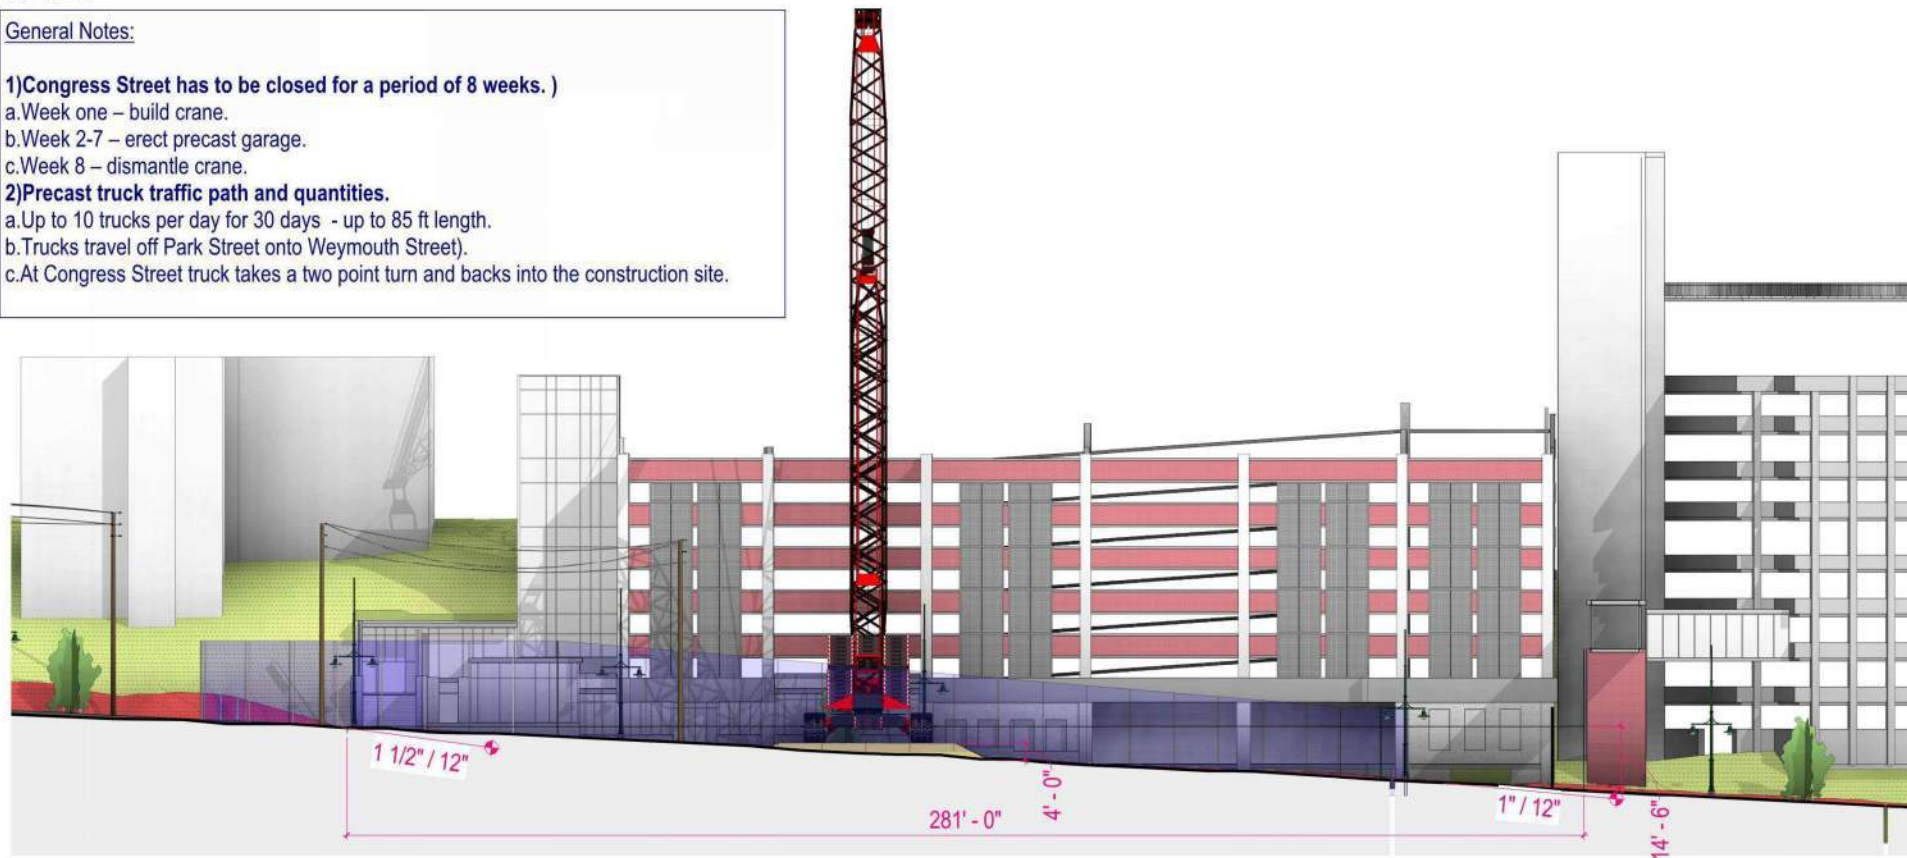 General Notes:
1)Congress Street has to be closed for a period of 8 weeks. )
a.Week one – build crane.
b.Week 2-7 – erect precast garage.
c.Week 8 – dismantle crane.
2)Precast truck traffic path and quantities.
a.Up to 10 trucks per day for 30 days  - up to 85 ft length.
b.Trucks travel off Park Street onto Weymouth Street).
c.At Congress Street truck takes a two point turn and backs into the construction site.
1 1/2" / 12"
281' - 0"
4' - 0"
1" / 12"
14' - 6"